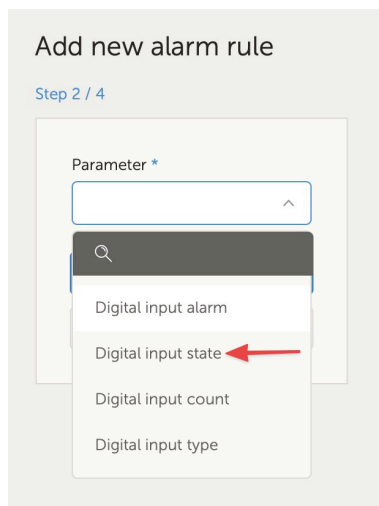 Add new alarm rule
Step 2 / 4
Parameter *
Digital input alarm
Digital input state
Digital input count
Digital input type